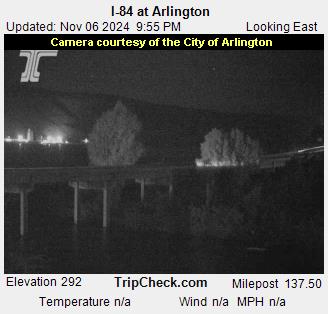 I-84 at Arlington
Updated: Nov 06 2024 9:55 PM Looking East
Camera courtesy of the City of Arlington
Elevation 292 TripCheck.com Milepost 137.50
Temperature n/a Wind n/a MPH n/a